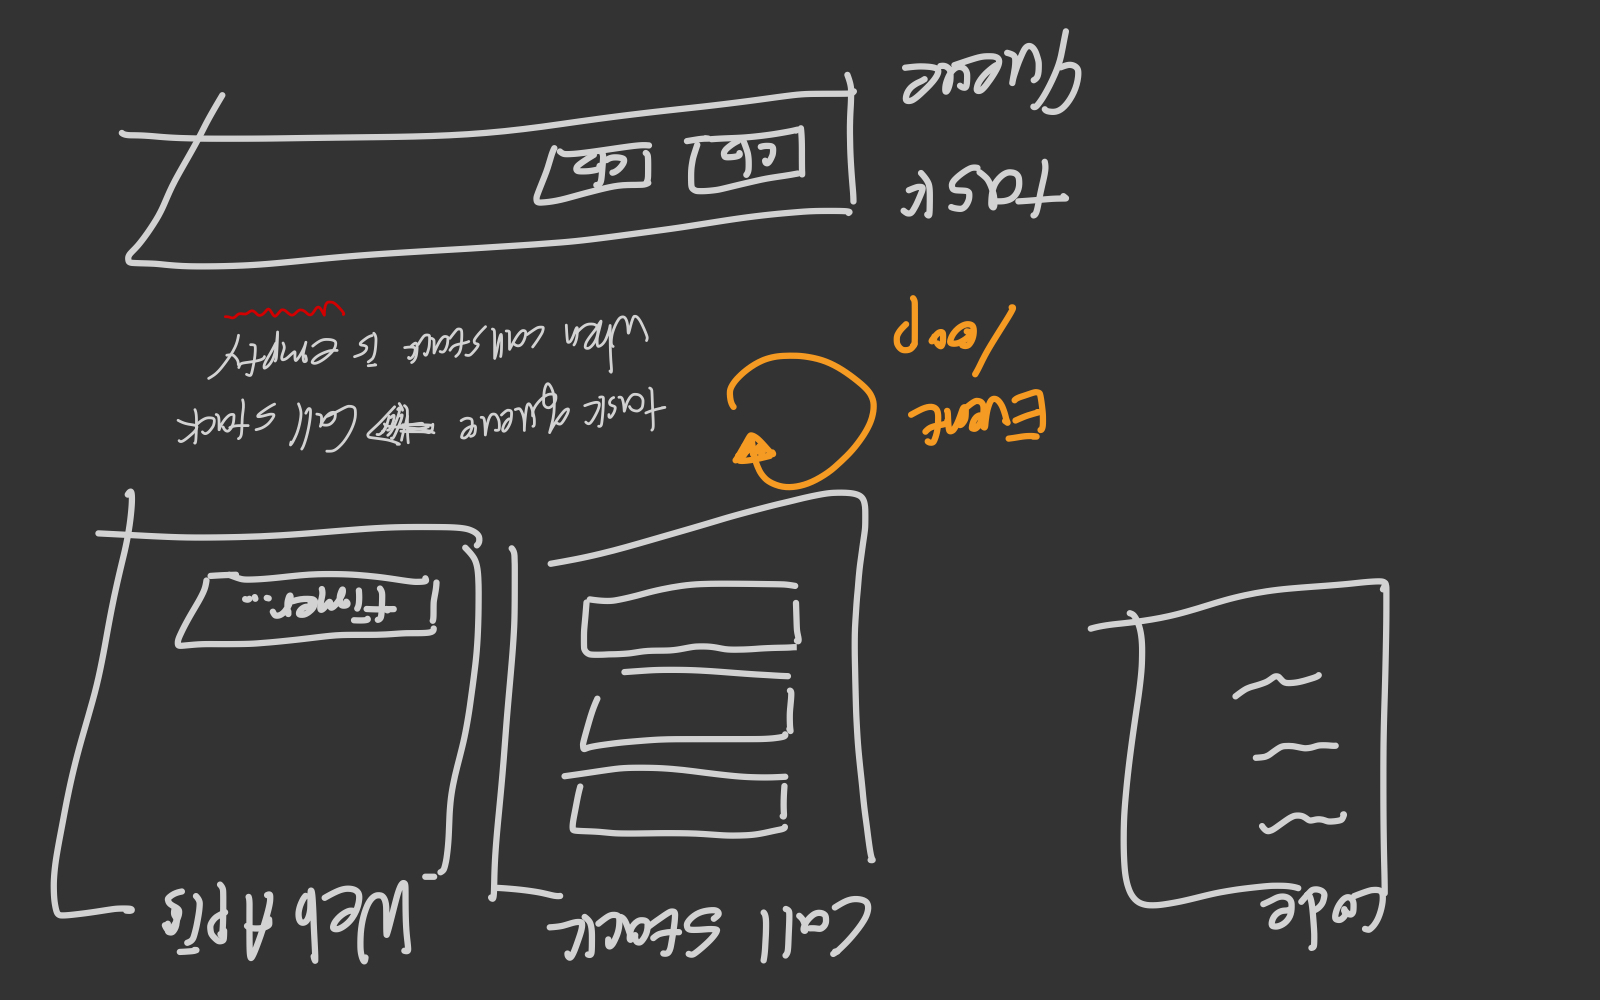 Code
Call Stack
Web Apis
timer...
Event
loop
task queue → Call stack
when callstack is empty
task
queue
cb
cb